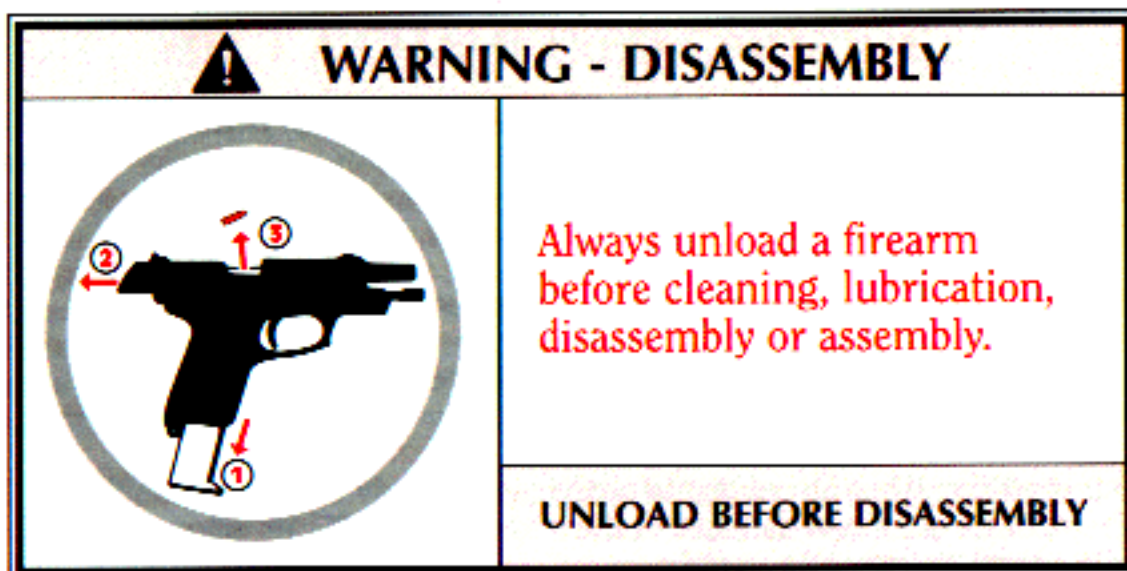 WARNING - DISASSEMBLY
2
3
Always unload a firearm
before cleaning, lubrication,
disassembly or assembly.
1
UNLOAD BEFORE DISASSEMBLY